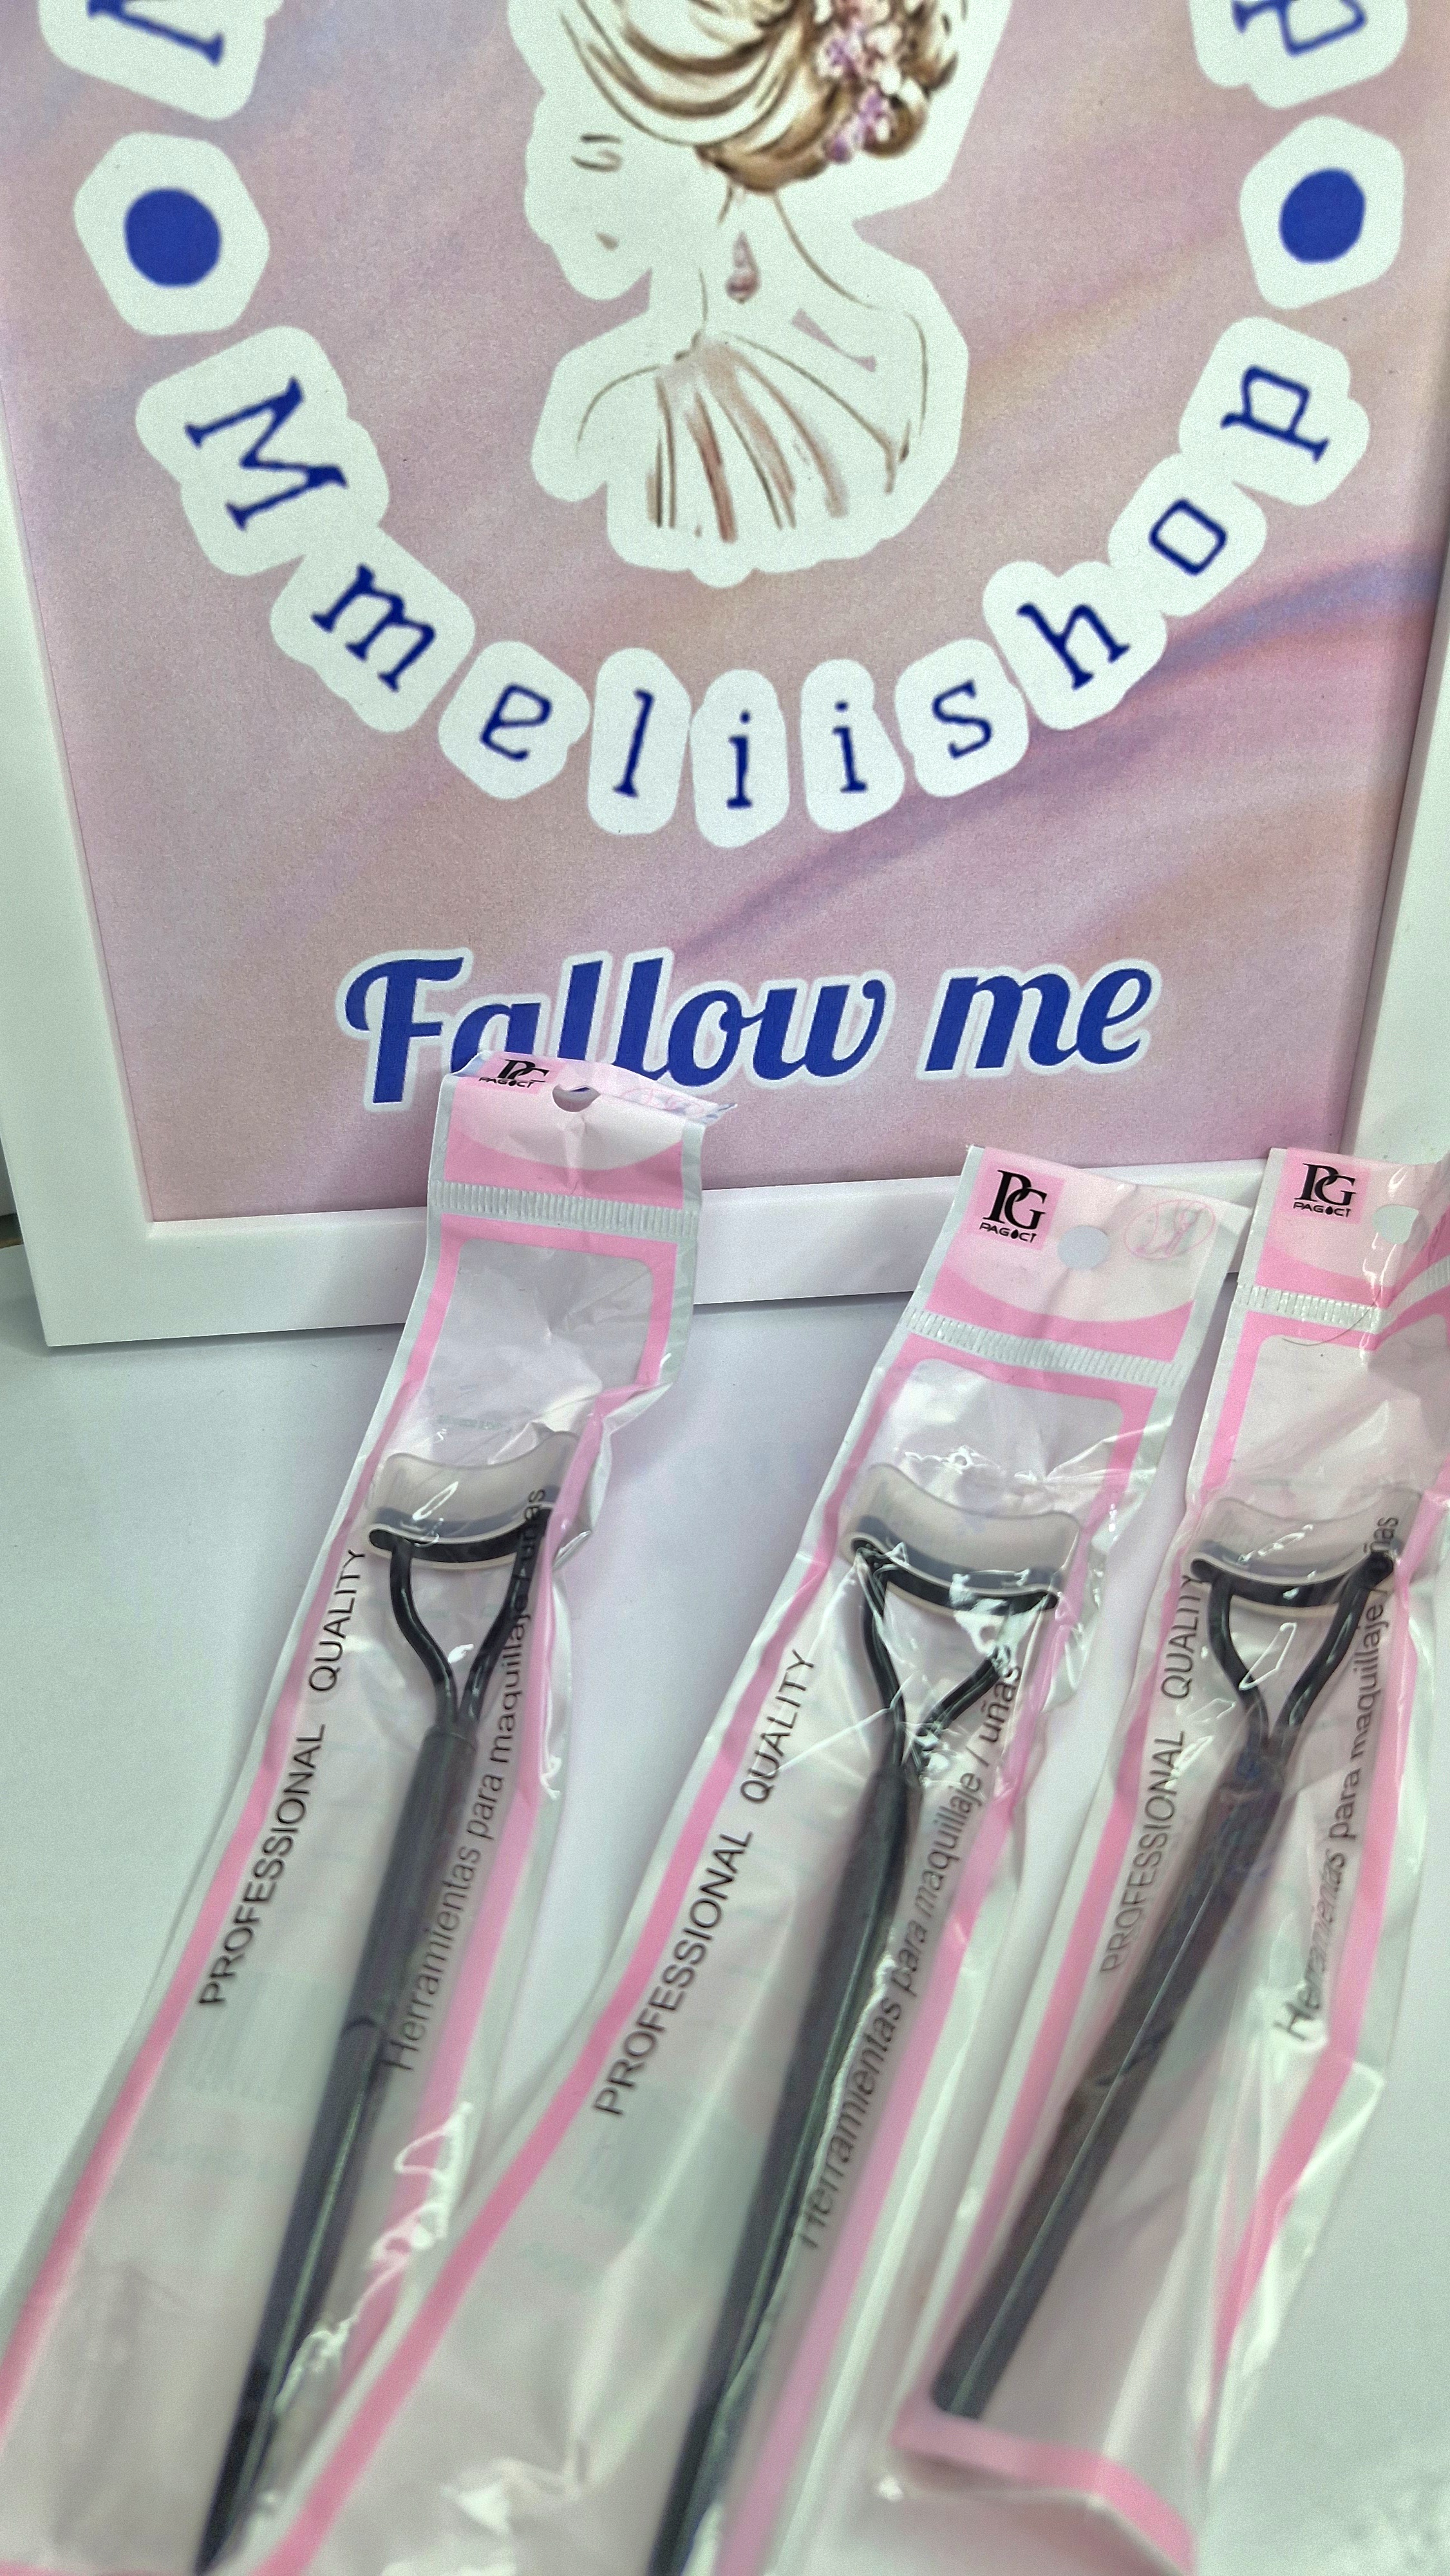 Mmeliishop
Fallow me
PG
PAGOCT
PROFESSIONAL QUALITY
Herramientas para maquillaje / uñas
PG
PAGOCT
PROFESSIONAL QUALITY
Herramientas para maquillaje / uñas
PG
PAGOCT
PROFESSIONAL QUALITY
Herramientas para maquillaje / uñas